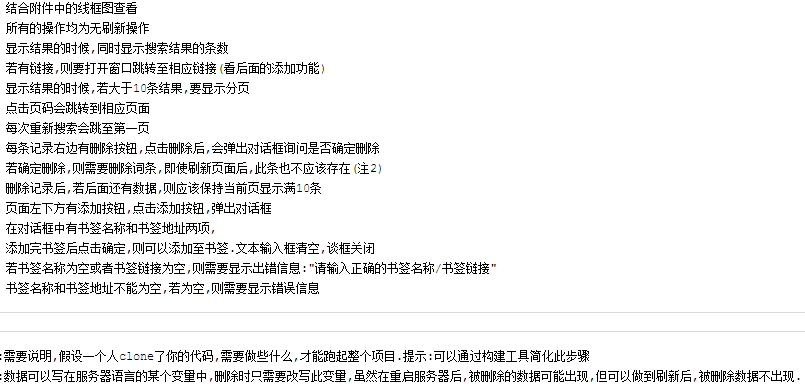 结合附件中的线框图查看
所有的操作均为无刷新操作
显示结果的时候,同时显示搜索结果的条数
若有链接,则要打开窗口跳转至相应链接(看后面的添加功能)
显示结果的时候,若大于10条结果,要显示分页
点击页码会跳转到相应页面
每次重新搜索会跳至第一页
每条记录右边有删除按钮,点击删除后,会弹出对话框询问是否确定删除
若确定删除,则需要删除词条,即使刷新页面后,此条也不应该存在(注2)
删除记录后,若后面还有数据,则应该保持当前页显示满10条
页面左下方有添加按钮,点击添加按钮,弹出对话框
在对话框中有书签名称和书签地址两项,
添加完书签后点击确定,则可以添加至书签.文本输入框清空,谈框关闭
若书签名称为空或者书签链接为空,则需要显示出错信息:"请输入正确的书签名称/书签链接"
书签名称和书签地址不能为空,若为空,则需要显示错误信息
:需要说明,假设一个人clone了你的代码,需要做些什么,才能跑起整个项目.提示:可以通过构建工具简化此步骤
:数据可以写在服务器语言的某个变量中,删除时只需要改写此变量,虽然在重启服务器后,被删除的数据可能出现,但可以做到刷新后,被删除数据不出现.